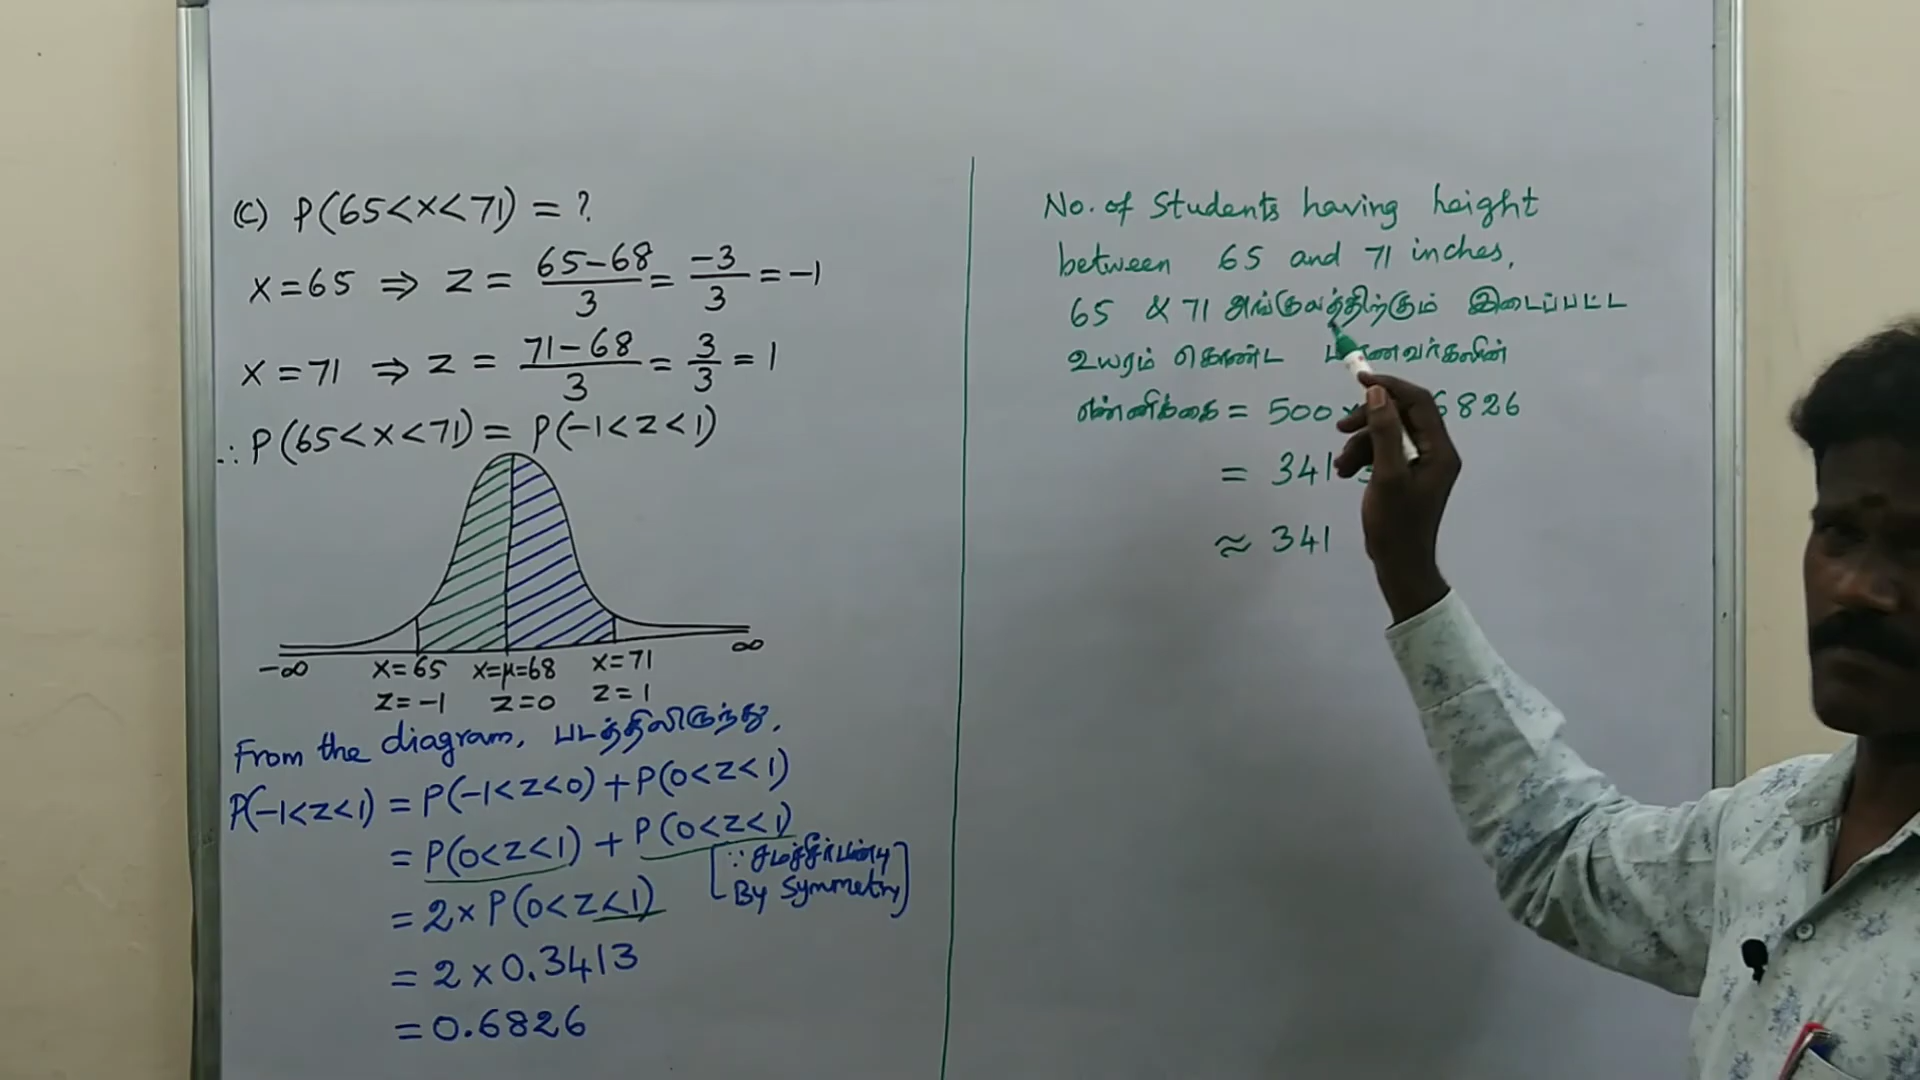 (C) P(65<x<71) = ?
x=65 ⇒ z = (65-68)/3 = -3/3 = -1
x=71 ⇒ z = (71-68)/3 = 3/3 = 1
∴ P(65<x<71) = P(-1<z<1)
-∞ x=65 x=μ=68 x=71 ∞
z=-1 z=0 z=1
From the diagram, படத்திலிருந்து,
P(-1<z<1) = P(-1<z<0)+P(0<z<1)
= P(0<z<1) + P(0<z<1)
[∵ சமச்சீர்பண்பு
By Symmetry]
= 2×P(0<z<1)
= 2×0.3413
= 0.6826
No. of Students having height
between 65 and 71 inches,
65 & 71 அங்குலத்திற்கும் இடைப்பட்ட
உயரம் கொண்ட
எண்ணிக்கை = 500× 6826
= 341
≈ 341